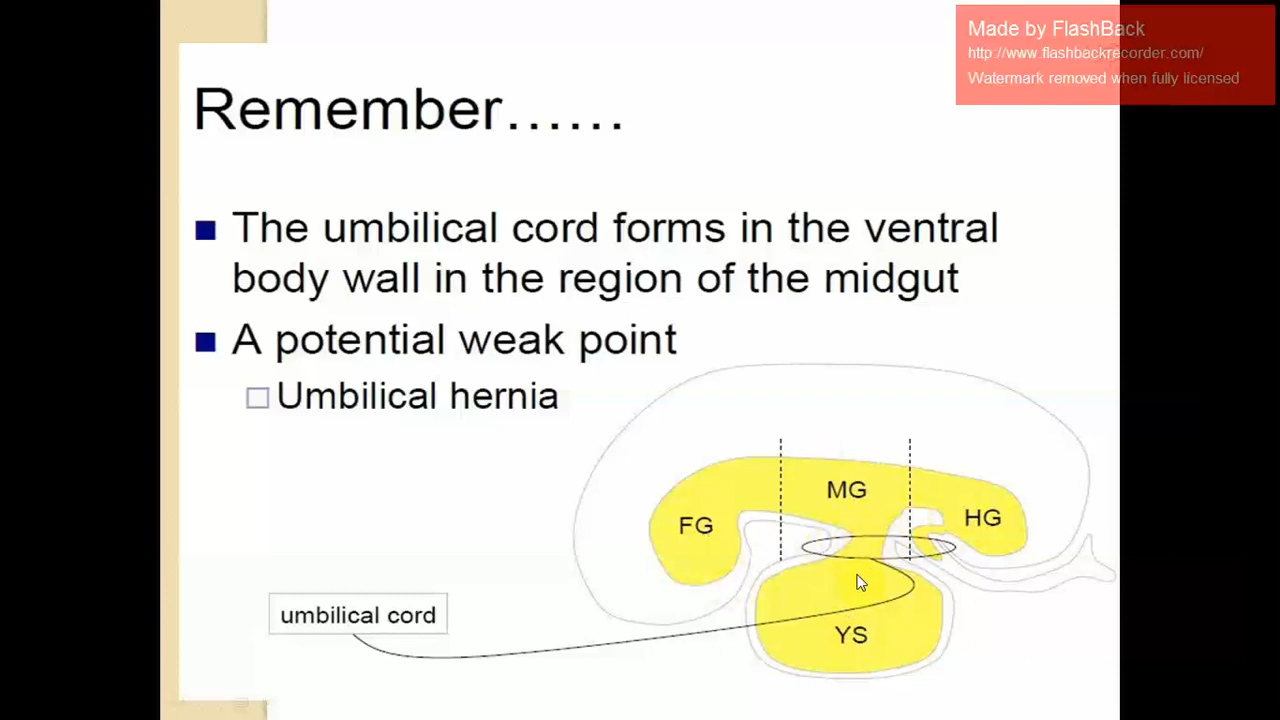 Made by FlashBack
http://www.flashbackrecorder.com/
Watermark removed when fully licensed
Remember……
The umbilical cord forms in the ventral
body wall in the region of the midgut
A potential weak point
Umbilical hernia
MG
FG
HG
umbilical cord
YS